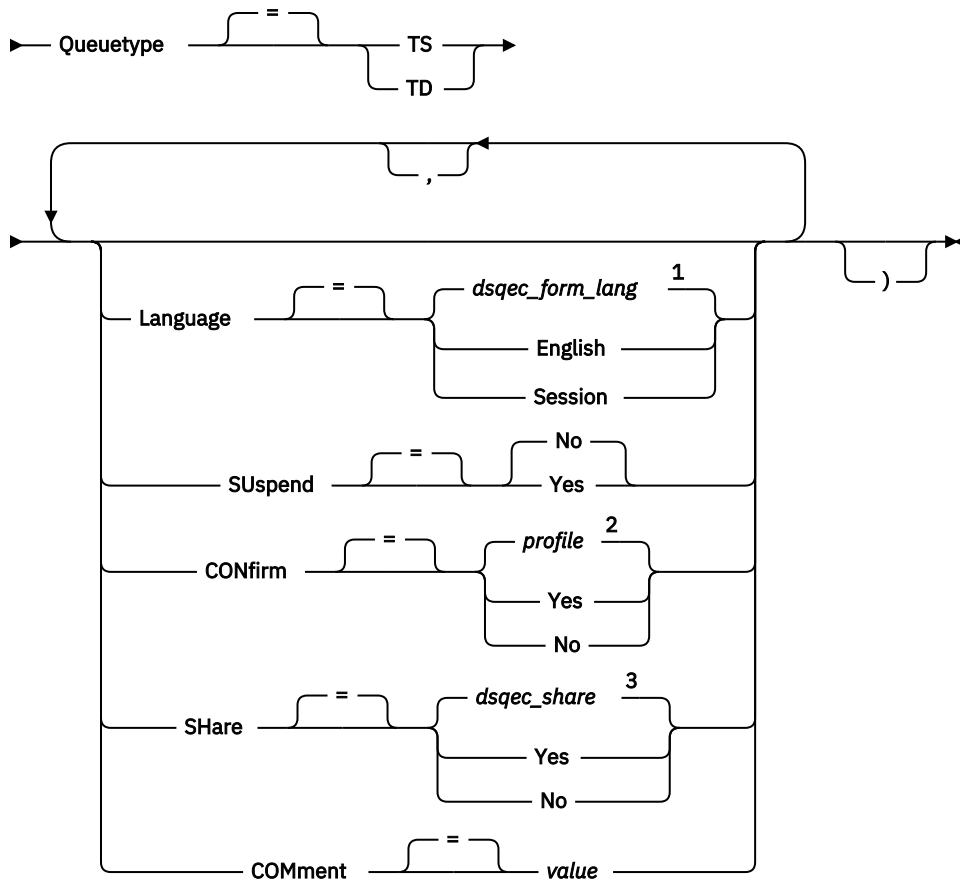 =
Queuetype TS
TD
,
)
Language = dsqec_form_lang 1
English
Session
SUspend = No
Yes
CONfirm = profile 2
Yes
No
SHare = dsqec_share 3
Yes
No
COMment = value